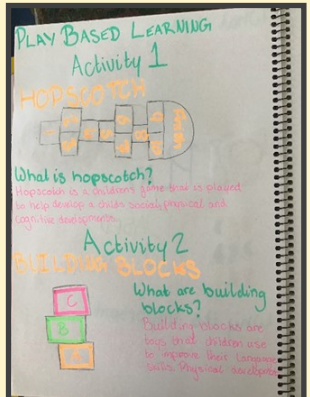 PLAY BASED LEARNING
Activity 1
HOPSCOTCH
What is hopscotch?
Hopscotch is a children's game that is played
to help develop a childs social, physical and
cognitive developments.
Activity 2
BUILDING BLOCKS
C
B
What are building
blocks?
Building blocks are
toys that children use
to improve their language
skills, Physical